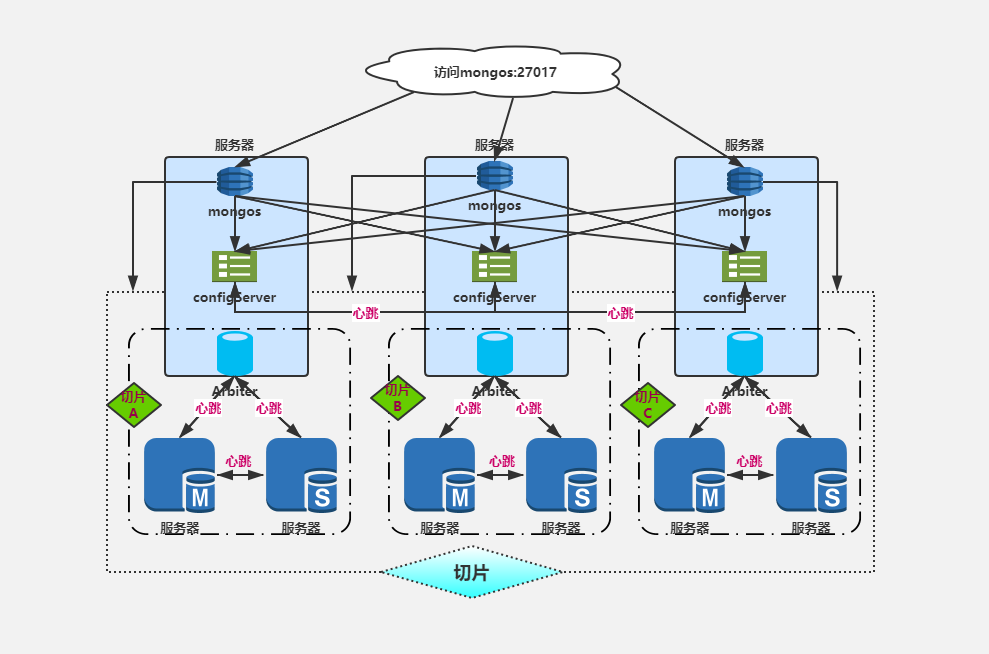 访问mongos:27017
服务器
服务器
服务器
mongos
mongos
mongos
configServer
configServer
configServer
心跳
心跳
切片
A
Arbiter
心跳
心跳
心跳
M
S
服务器
服务器
切片
B
Arbiter
心跳
心跳
心跳
M
S
服务器
服务器
切片
C
Arbiter
心跳
心跳
心跳
M
S
服务器
服务器
切片